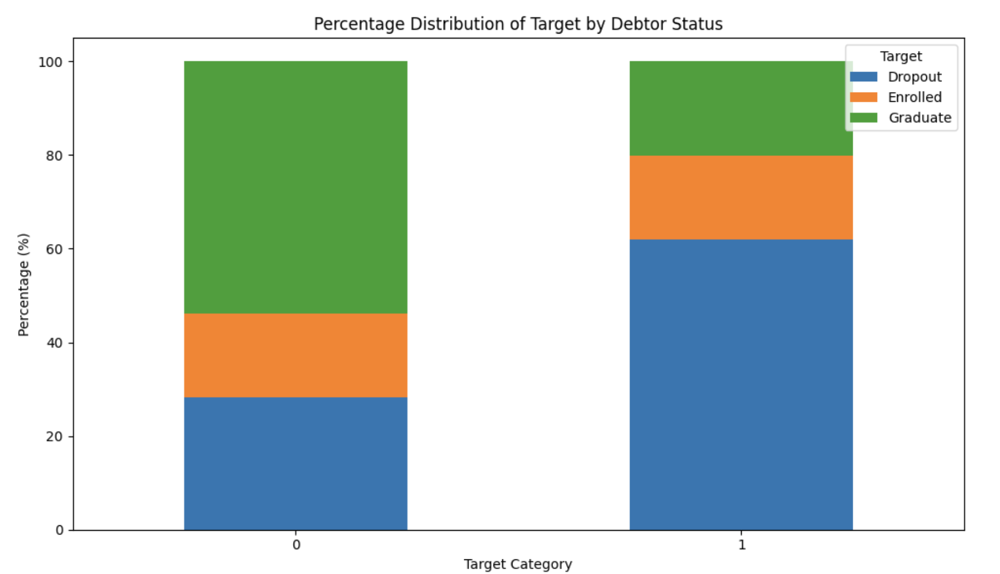 Percentage Distribution of Target by Debtor Status
Target
Dropout
Enrolled
Graduate
Percentage (%)
100
80
60
40
20
0
0 1
Target Category